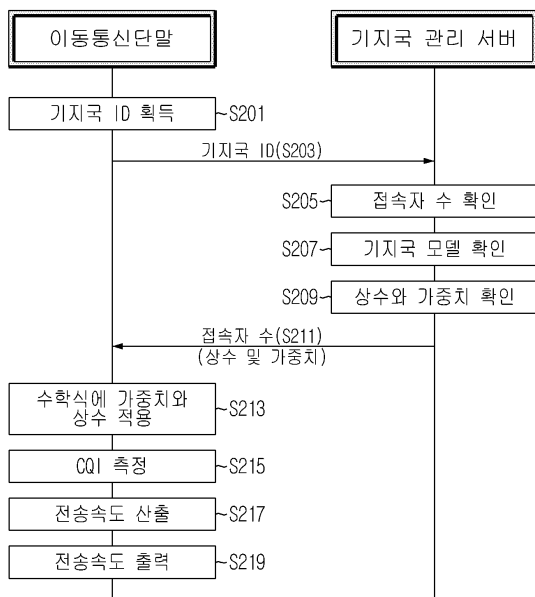 이동통신단말
기지국 관리 서버
기지국 ID 획득
S201
기지국 ID(S203)
S205
접속자 수 확인
S207
기지국 모델 확인
S209
상수와 가중치 확인
접속자 수(S211)
(상수 및 가중치)
수학식에 가중치와
상수 적용
S213
CQI 측정
S215
전송속도 산출
S217
전송속도 출력
S219